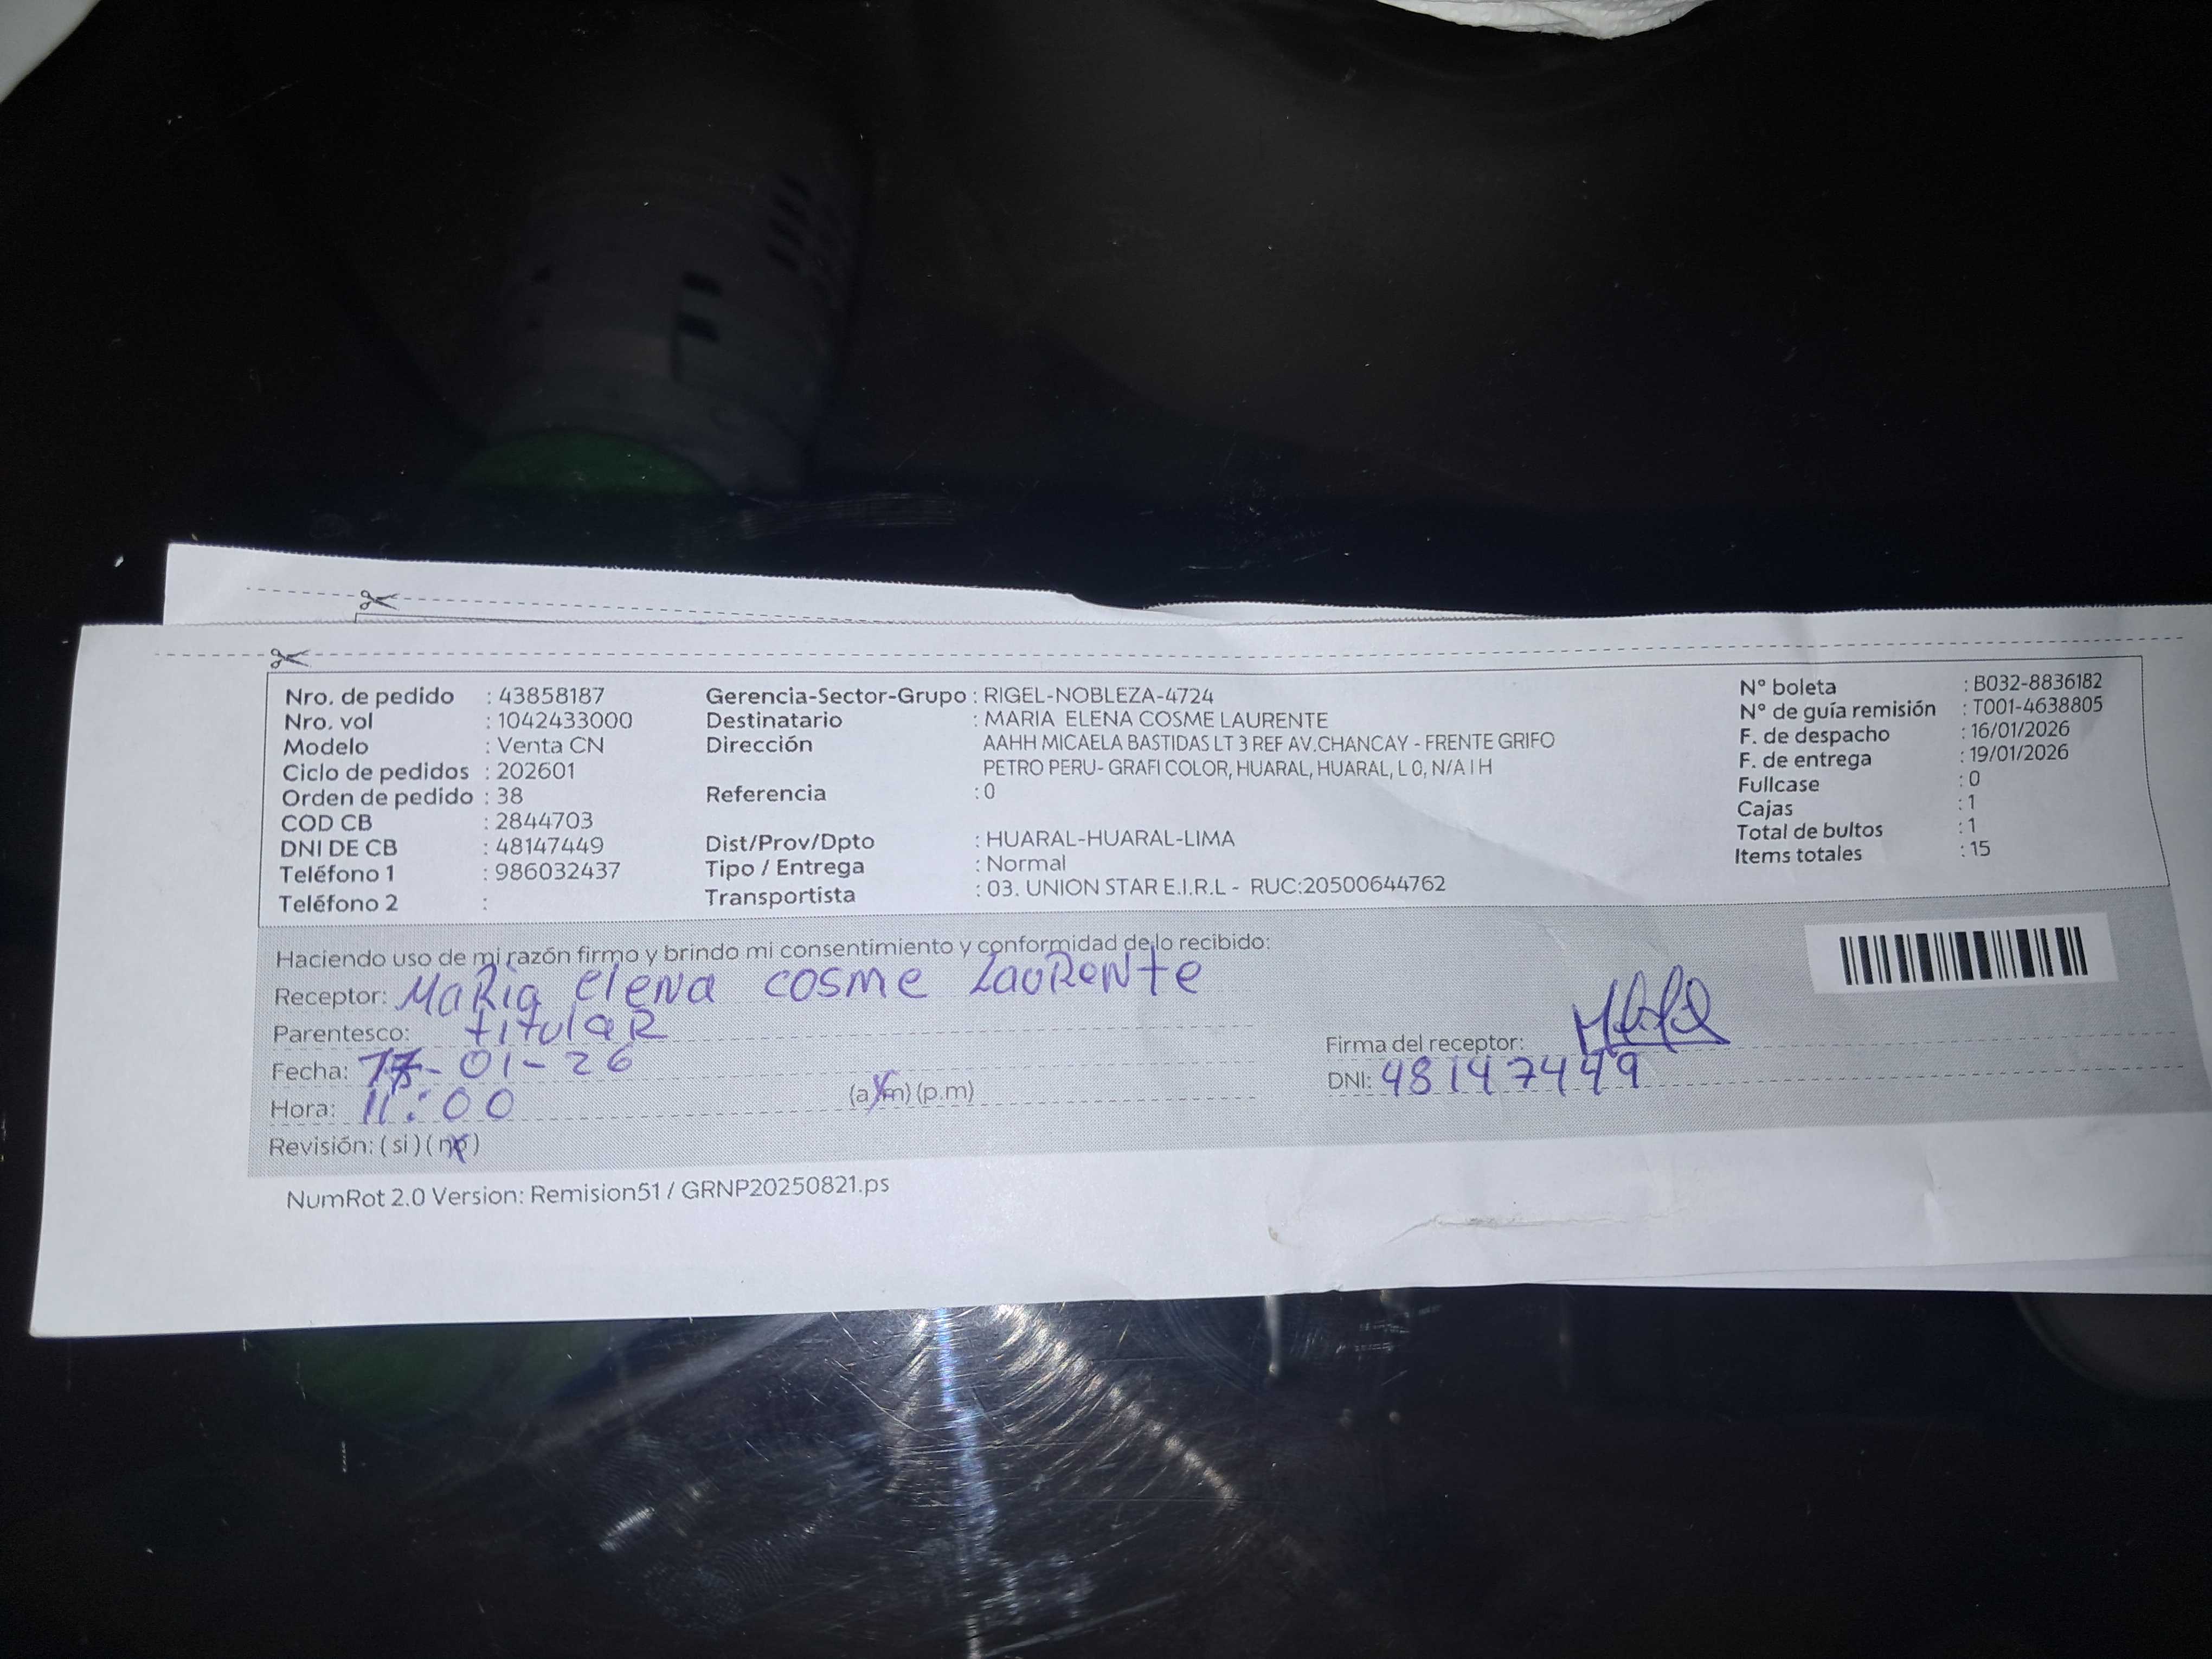 Nro. de pedido : 43858187
Nro. vol : 1042433000
Modelo : Venta CN
Ciclo de pedidos : 202601
Orden de pedido : 38
COD CB : 2844703
DNI DE CB : 48147449
Teléfono 1 : 986032437
Teléfono 2 :
Gerencia-Sector-Grupo : RIGEL-NOBLEZA-4724
Destinatario : MARIA ELENA COSME LAURENTE
Dirección AAHH MICAELA BASTIDAS LT 3 REF AV.CHANCAY - FRENTE GRIFO
PETRO PERU- GRAFI COLOR, HUARAL, HUARAL, L 0, N/A I H
Referencia : 0
Dist/Prov/Dpto : HUARAL-HUARAL-LIMA
Tipo / Entrega : Normal
Transportista : 03. UNION STAR E.I.R.L - RUC:20500644762
N° boleta : B032-8836182
N° de guía remisión : T001-4638805
F. de despacho : 16/01/2026
F. de entrega : 19/01/2026
Fullcase : 0
Cajas : 1
Total de bultos : 1
Items totales : 15
Haciendo uso de mi razón firmo y brindo mi consentimiento y conformidad de lo recibido:
Receptor: MaRia elena cosme LauRente
Parentesco: titulaR
Fecha: 17-01-26
Hora: 11:00 (a.m) (p.m)
Revisión: (si) (no)
Firma del receptor:
DNI: 48147449
NumRot 2.0 Version: Remision51 / GRNP20250821.ps